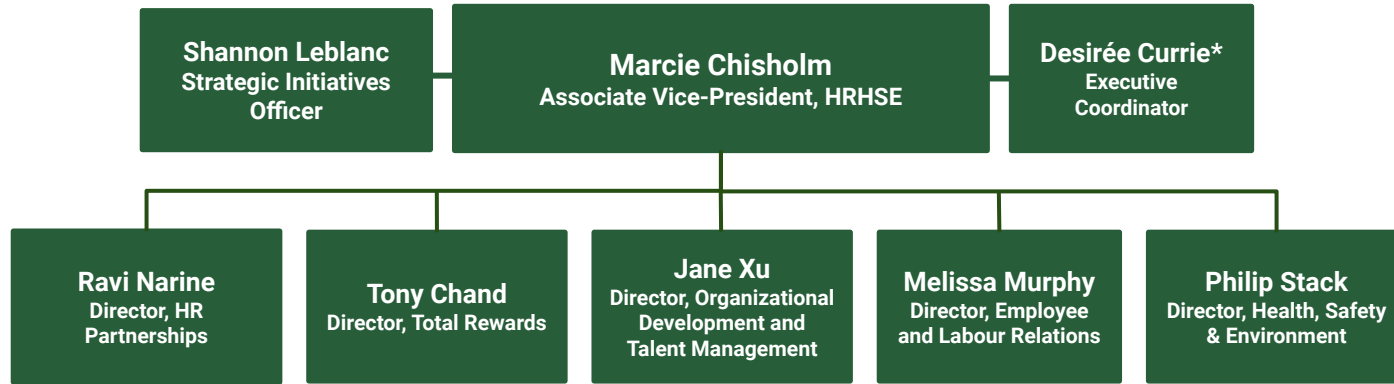 Shannon Leblanc
Strategic Initiatives
Officer
Marcie Chisholm
Associate Vice-President, HRHSE
Desirée Currie*
Executive
Coordinator
Ravi Narine
Director, HR
Partnerships
Tony Chand
Director, Total Rewards
Jane Xu
Director, Organizational
Development and
Talent Management
Melissa Murphy
Director, Employee
and Labour Relations
Philip Stack
Director, Health, Safety
& Environment